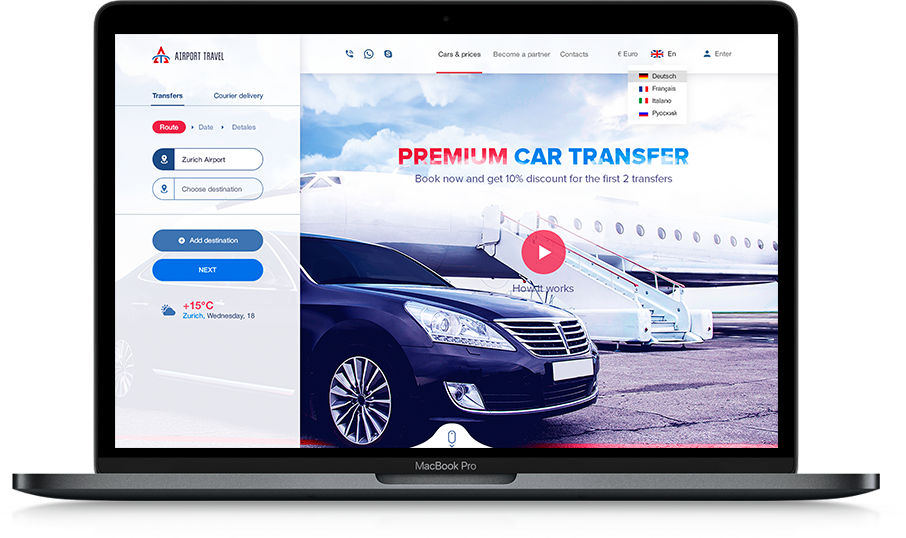 AIRPORT TRAVEL
Cars & prices
Become a partner
Contacts
€ Euro
En
Enter
Deutsch
Français
Italano
Русский
Transfers
Courier delivery
Route
Date
Detales
Zurich Airport
Choose destination
Add destination
NEXT
+15°C
Zurich, Wednesday, 18
PREMIUM CAR TRANSFER
Book now and get 10% discount for the first 2 transfers
How it works
MacBook Pro